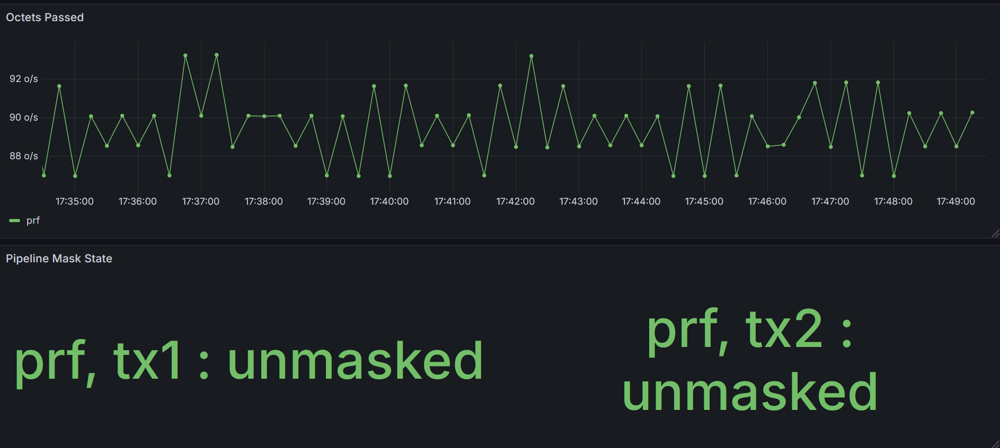 Octets Passed
92 o/s
90 o/s
88 o/s
17:35:00 17:36:00 17:37:00 17:38:00 17:39:00 17:40:00 17:41:00 17:42:00 17:43:00 17:44:00 17:45:00 17:46:00 17:47:00 17:48:00 17:49:00
prf
Pipeline Mask State
prf, tx1 : unmasked
prf, tx2 :
unmasked